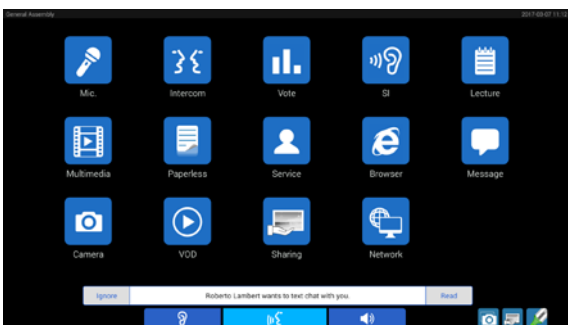 General Assembly 2017-03-07 11:12
Mic. Intercom Vote SI Lecture
Multimedia Paperless Service Browser Message
Camera VOD Sharing Network
Ignore Roberto Lambert wants to text chat with you. Read